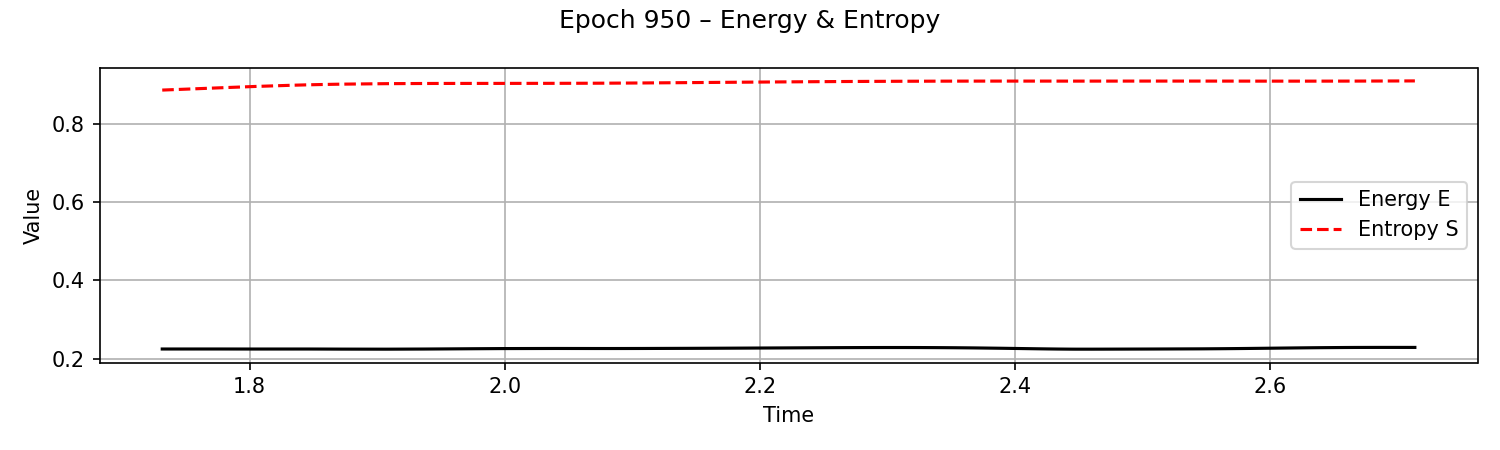 Epoch 950 – Energy & Entropy
Value
0.8
0.6
0.4
0.2
Energy E
Entropy S
1.8 2.0 2.2 2.4 2.6
Time